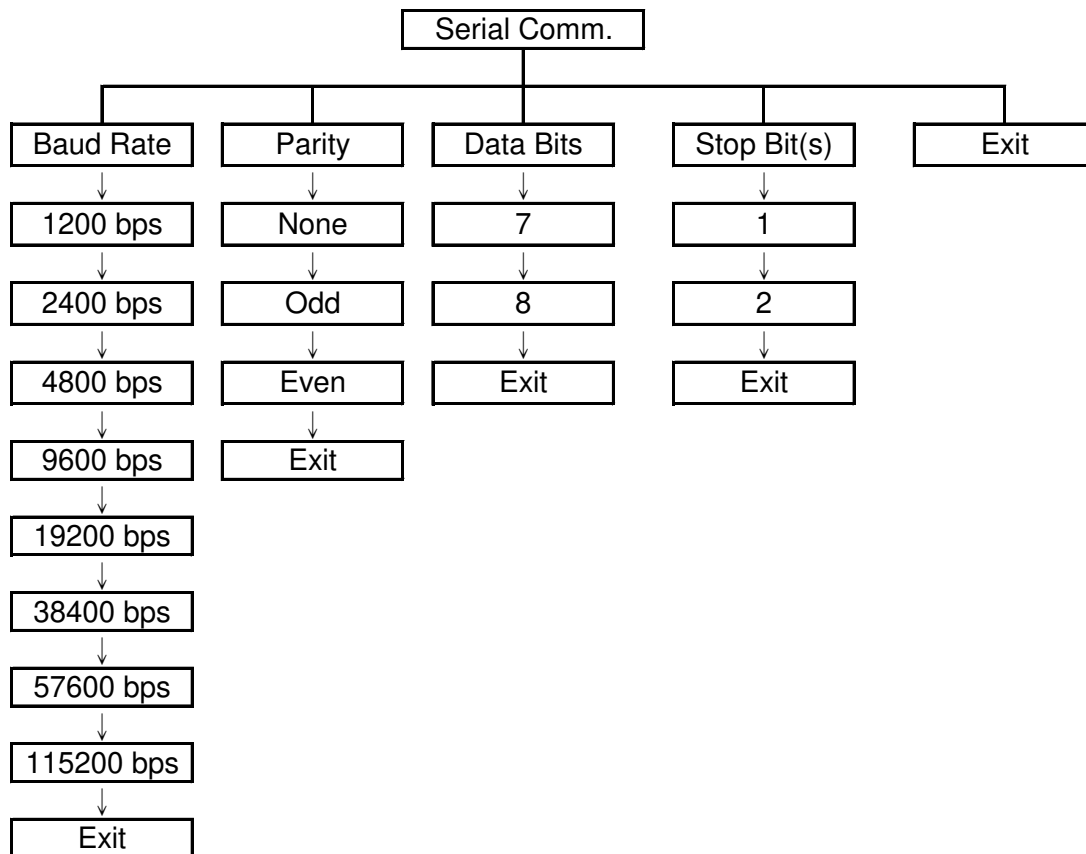 Serial Comm.
Baud Rate
Parity
Data Bits
Stop Bit(s)
Exit
1200 bps
None
7
1
2400 bps
Odd
8
2
4800 bps
Even
Exit
Exit
9600 bps
Exit
19200 bps
38400 bps
57600 bps
115200 bps
Exit